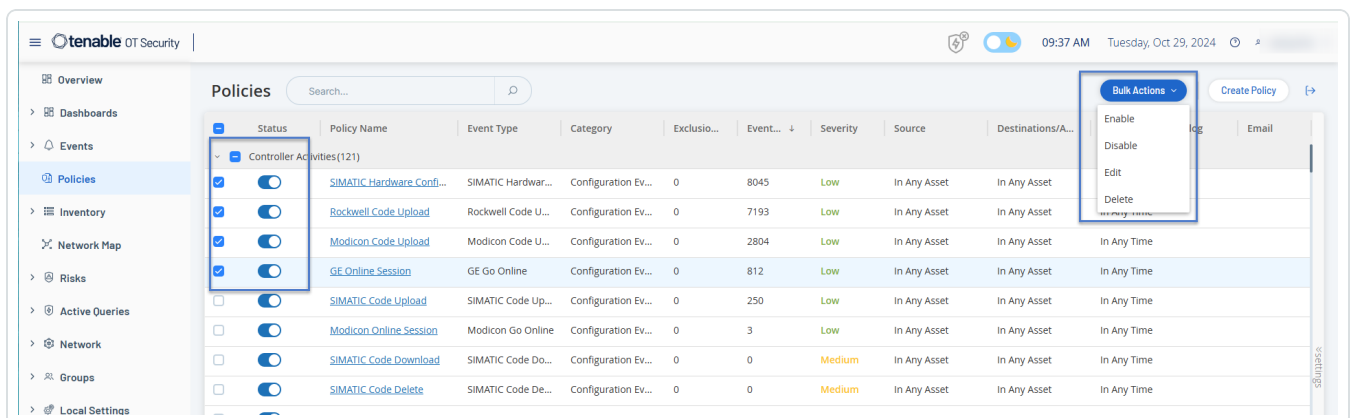 tenable OT Security
09:37 AM Tuesday, Oct 29, 2024
Overview
Dashboards
Events
Policies
Inventory
Network Map
Risks
Active Queries
Network
Groups
Local Settings
Policies Search... Bulk Actions Create Policy
Enable
Disable
Edit
Delete
Status Policy Name Event Type Category Exclusio... Event... Severity Source Destinations/A... Email
Controller Activities (121)
SIMATIC Hardware Confi... SIMATIC Hardwar... Configuration Ev... 0 8045 Low In Any Asset In Any Asset
Rockwell Code Upload Rockwell Code U... Configuration Ev... 0 7193 Low In Any Asset In Any Asset In Any Time
Modicon Code Upload Modicon Code U... Configuration Ev... 0 2804 Low In Any Asset In Any Asset In Any Time
GE Online Session GE Go Online Configuration Ev... 0 812 Low In Any Asset In Any Asset In Any Time
SIMATIC Code Upload SIMATIC Code Up... Configuration Ev... 0 250 Low In Any Asset In Any Asset In Any Time
Modicon Online Session Modicon Go Online Configuration Ev... 0 3 Low In Any Asset In Any Asset In Any Time
SIMATIC Code Download SIMATIC Code Do... Configuration Ev... 0 0 Medium In Any Asset In Any Asset In Any Time
SIMATIC Code Delete SIMATIC Code De... Configuration Ev... 0 0 Medium In Any Asset In Any Asset In Any Time
settings